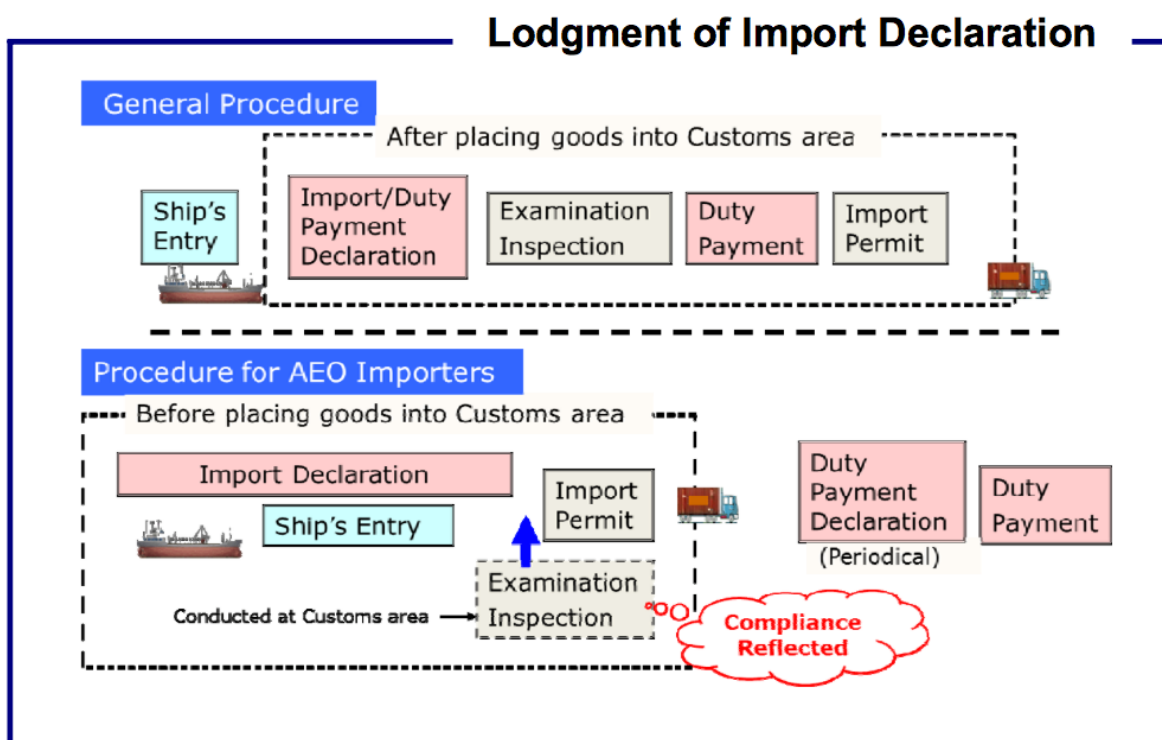 Lodgment of Import Declaration
General Procedure
After placing goods into Customs area
Ship's
Entry
Import/Duty
Payment
Declaration
Examination
Inspection
Duty
Payment
Import
Permit
Procedure for AEO Importers
Before placing goods into Customs area
Import Declaration
Ship's Entry
Import
Permit
Examination
Inspection
Conducted at Customs area
Duty
Payment
Declaration
(Periodical)
Duty
Payment
Compliance
Reflected